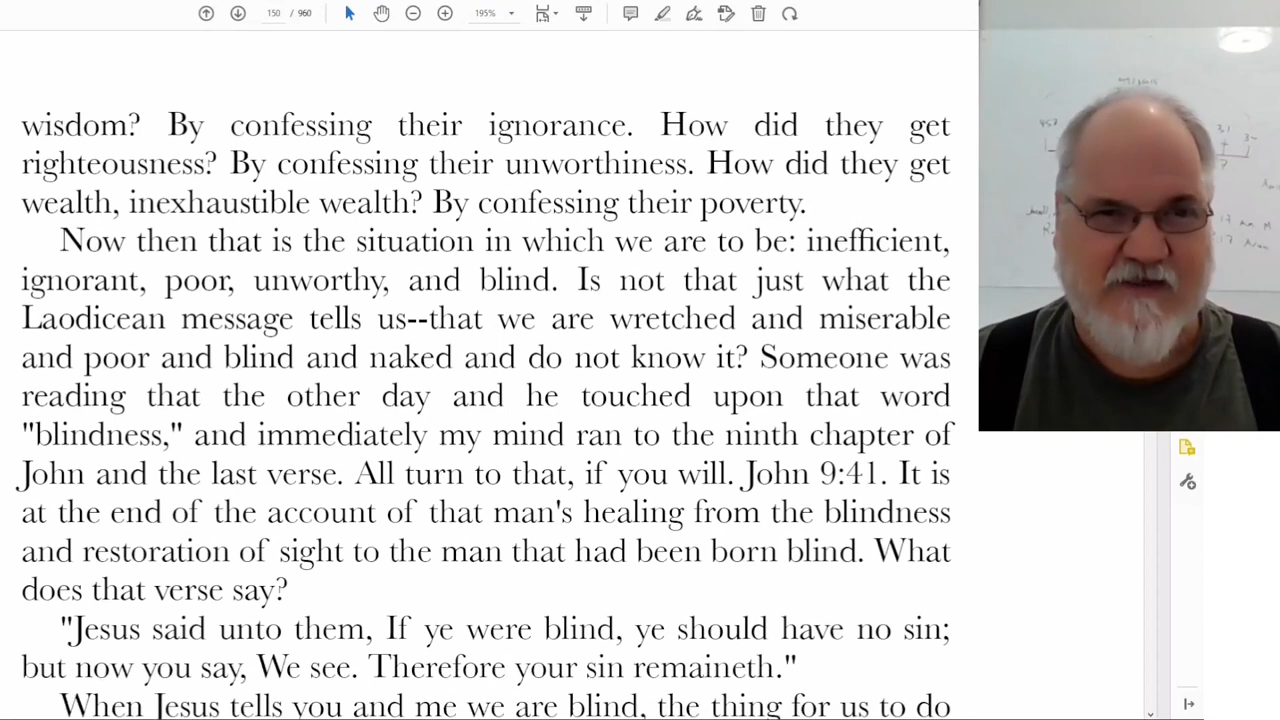 150 / 960
195%
wisdom? By confessing their ignorance. How did they get
righteousness? By confessing their unworthiness. How did they get
wealth, inexhaustible wealth? By confessing their poverty.
Now then that is the situation in which we are to be: inefficient,
ignorant, poor, unworthy, and blind. Is not that just what the
Laodicean message tells us--that we are wretched and miserable
and poor and blind and naked and do not know it? Someone was
reading that the other day and he touched upon that word
"blindness," and immediately my mind ran to the ninth chapter of
John and the last verse. All turn to that, if you will. John 9:41. It is
at the end of the account of that man's healing from the blindness
and restoration of sight to the man that had been born blind. What
does that verse say?
"Jesus said unto them, If ye were blind, ye should have no sin;
but now you say, We see. Therefore your sin remaineth."
When Jesus tells you and me we are blind, the thing for us to do